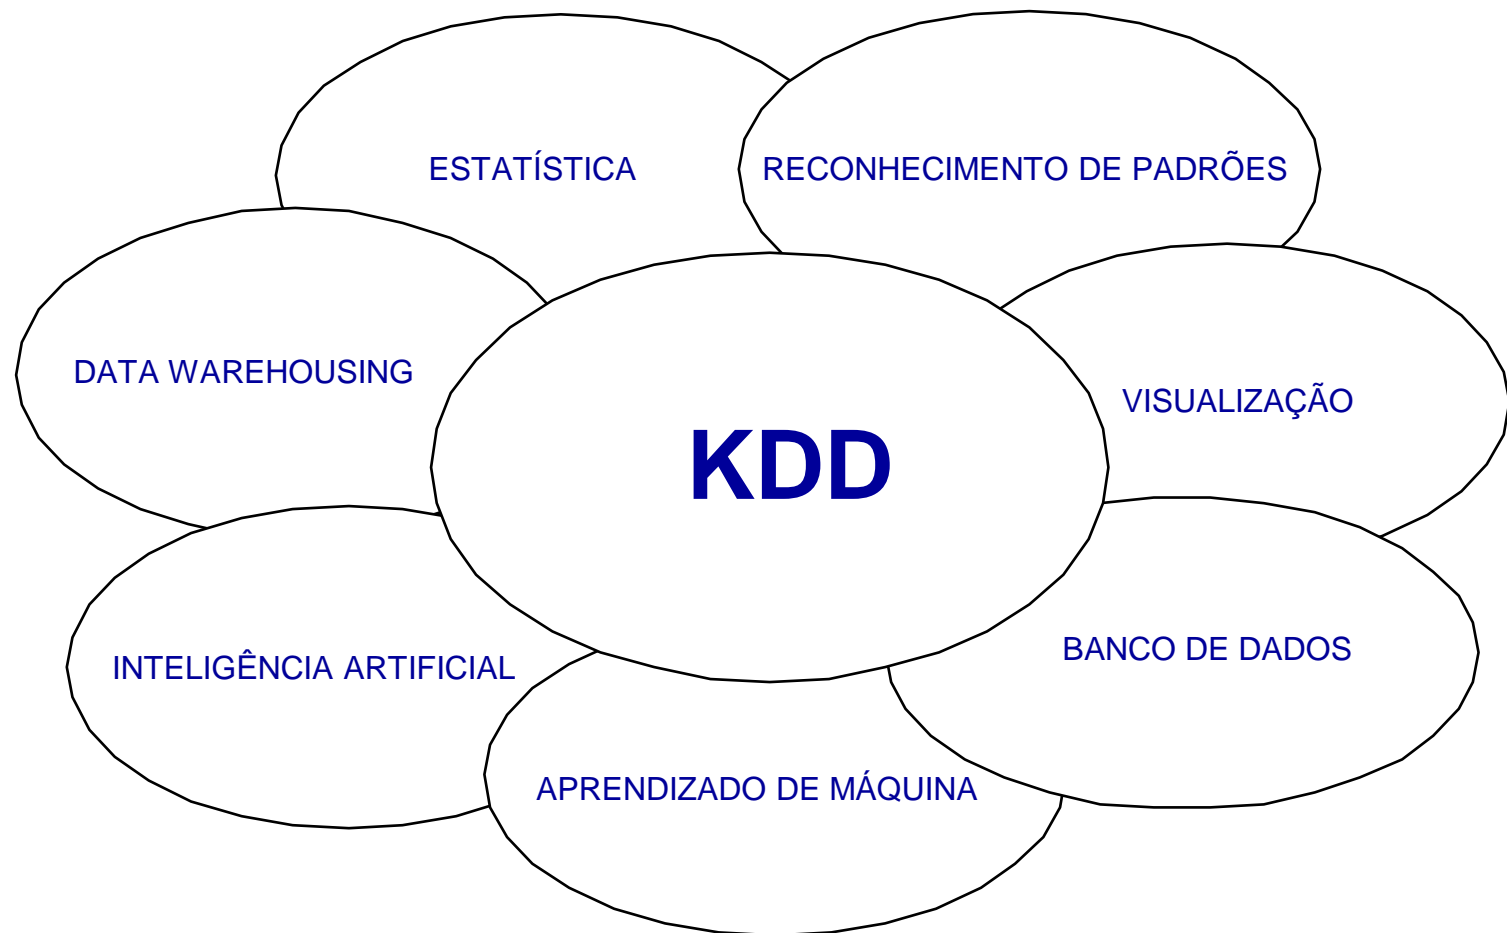 ESTATÍSTICA
RECONHECIMENTO DE PADRÕES
DATA WAREHOUSING
VISUALIZAÇÃO
KDD
INTELIGÊNCIA ARTIFICIAL
BANCO DE DADOS
APRENDIZADO DE MÁQUINA